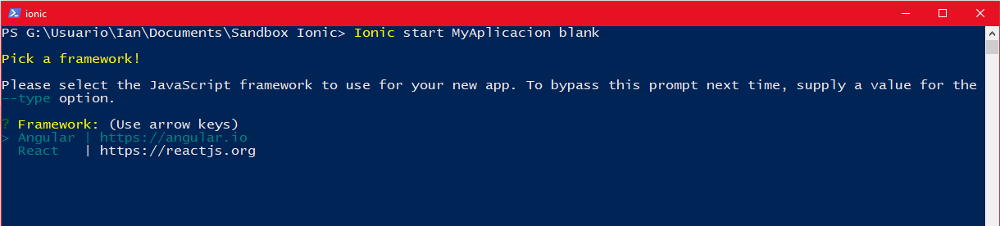 ionic
PS G:\Usuario\Ian\Documents\Sandbox Ionic> Ionic start MyAplicacion blank
Pick a framework!
Please select the JavaScript framework to use for your new app. To bypass this prompt next time, supply a value for the
--type option.
? Framework: (Use arrow keys)
> Angular | https://angular.io
  React   | https://reactjs.org